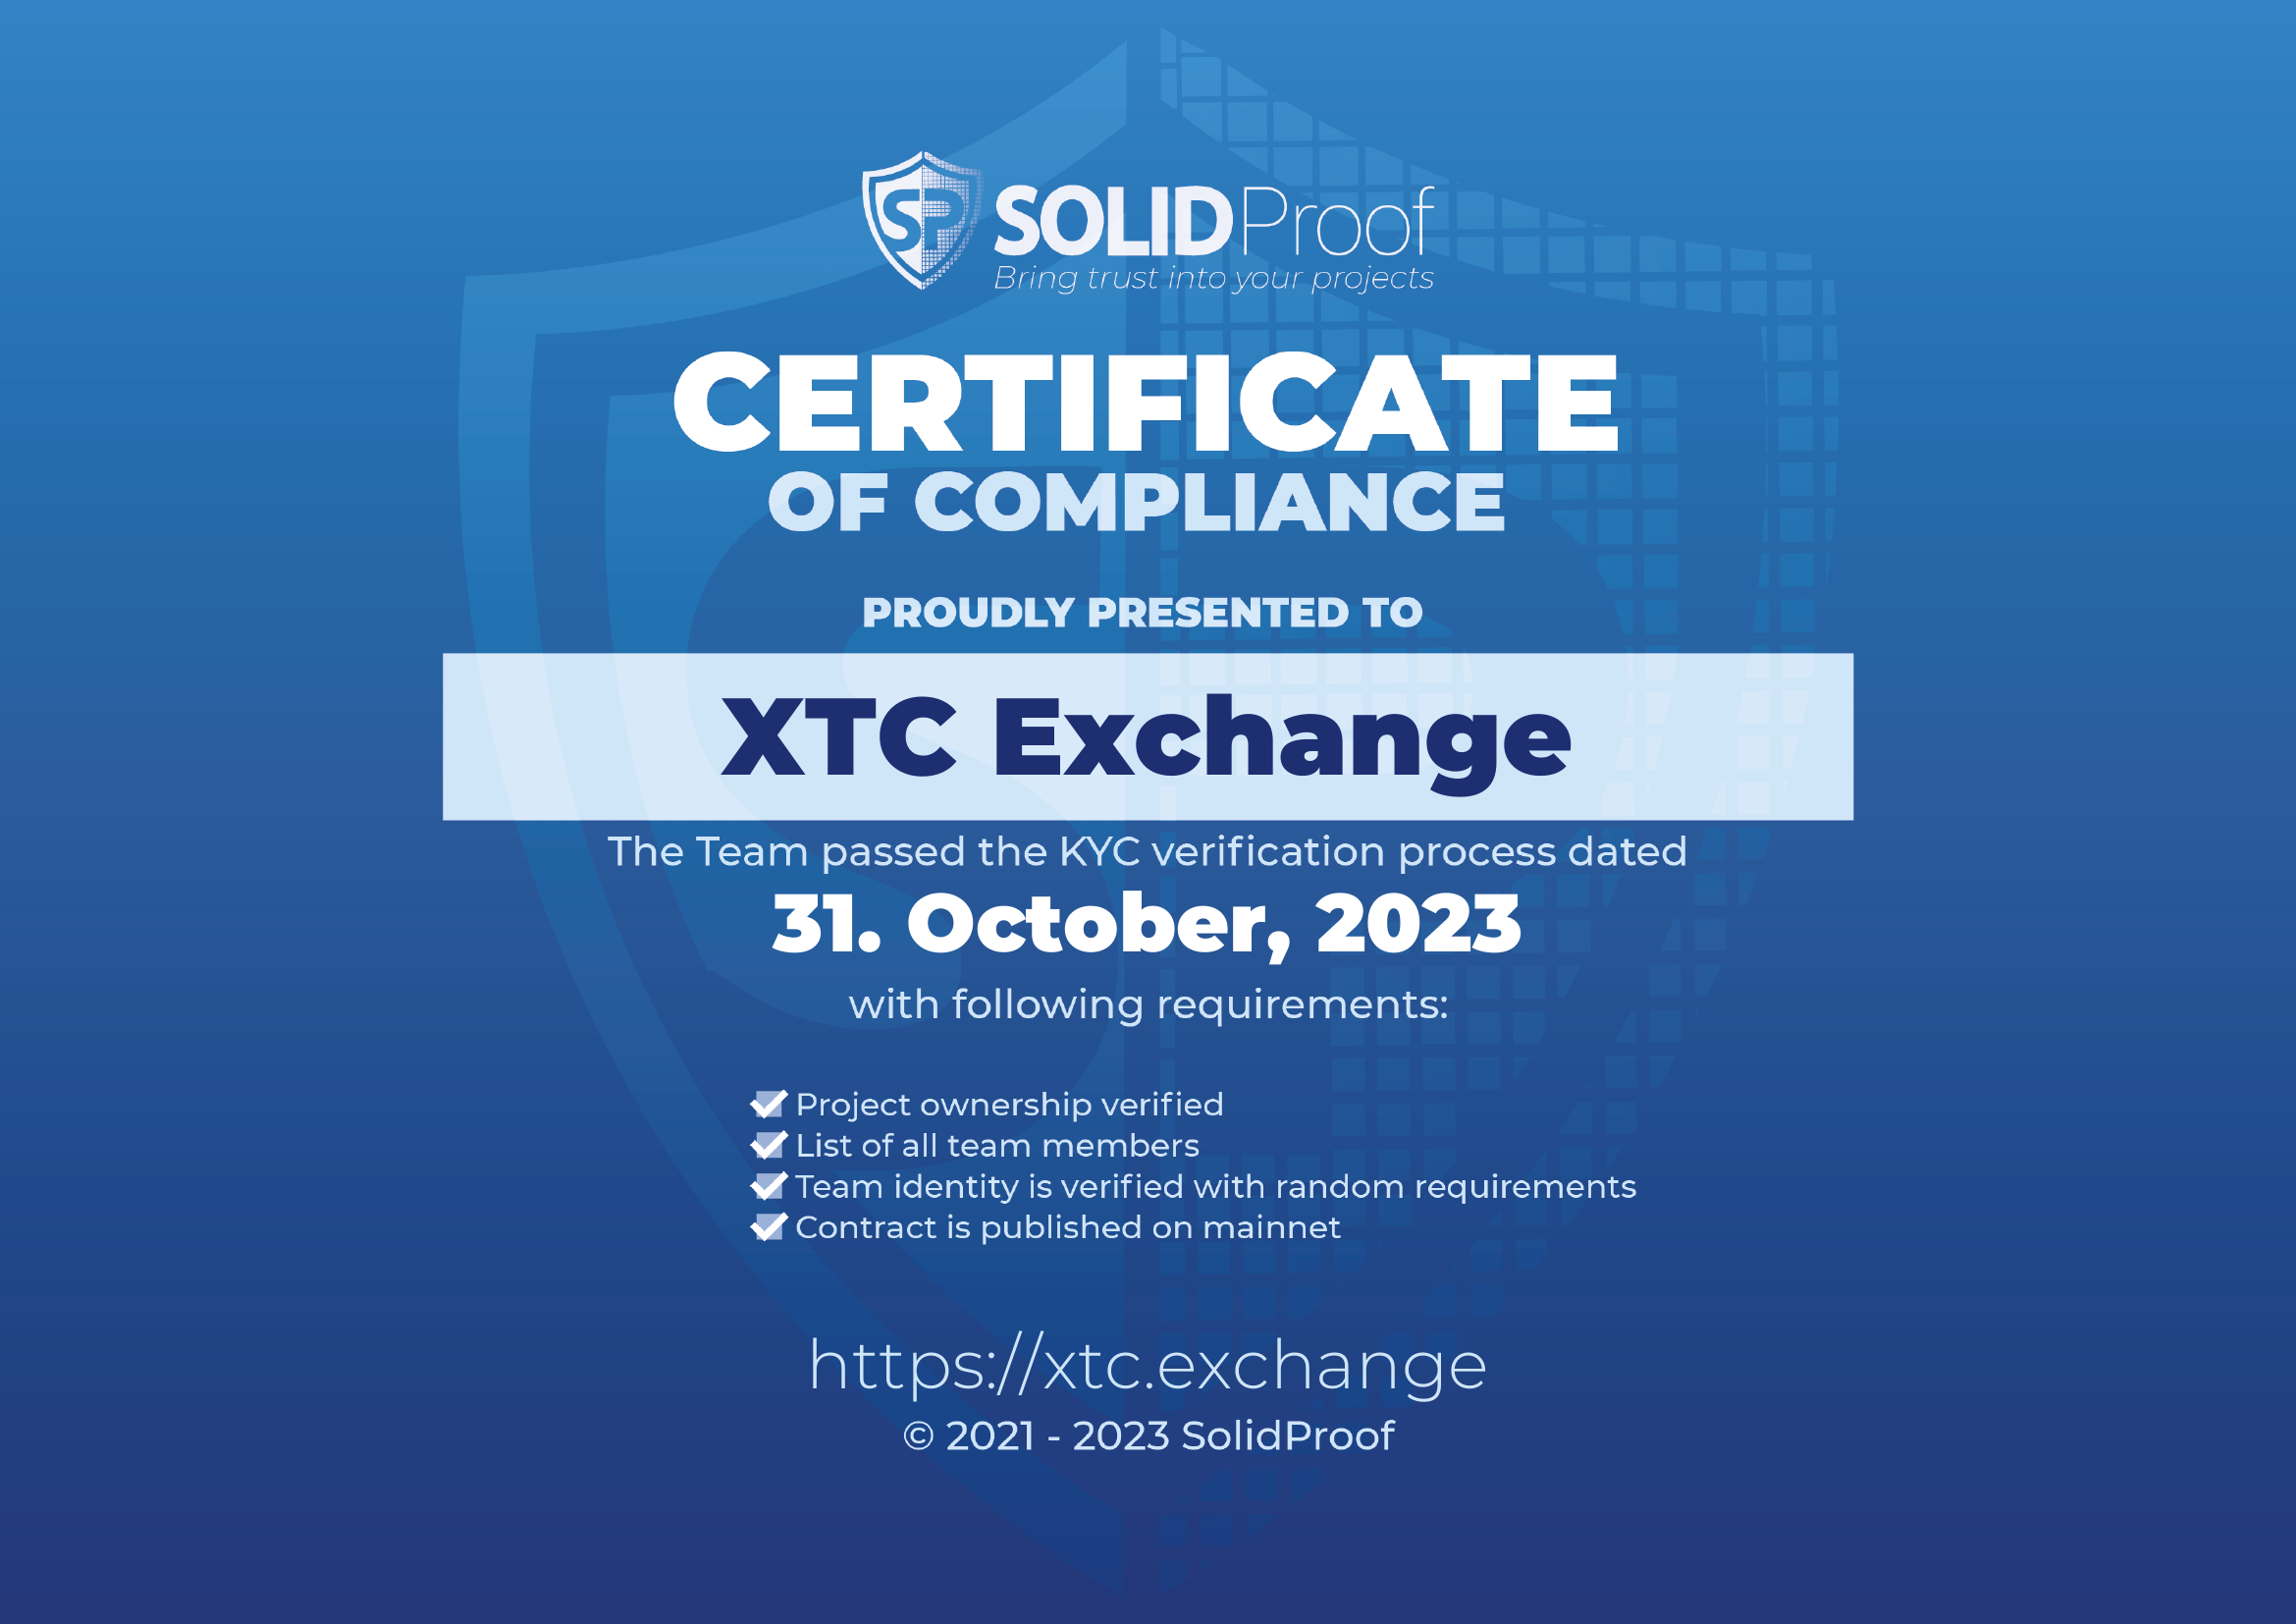 SP
SOLIDProof
Bring trust into your projects
CERTIFICATE
OF COMPLIANCE
PROUDLY PRESENTED TO
XTC Exchange
The Team passed the KYC verification process dated
31. October, 2023
with following requirements:
Project ownership verified
List of all team members
Team identity is verified with random requirements
Contract is published on mainnet
https://xtc.exchange
© 2021 - 2023 SolidProof